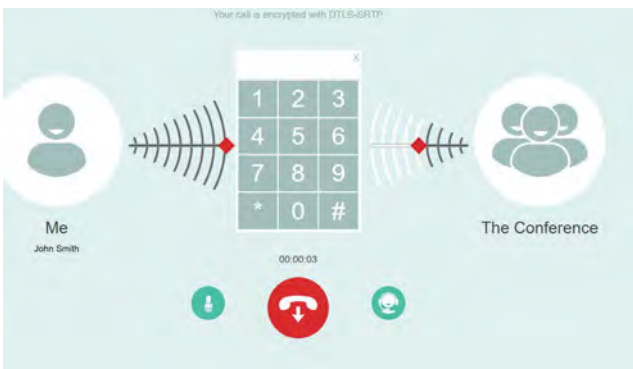 Your call is encrypted with DTLS-SRTP
X
1 2 3
4 5 6
7 8 9
* 0 #
Me
John Smith
The Conference
00:00:03